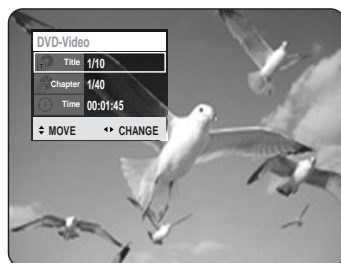 DVD-Video
Title 1/10
Chapter 1/40
Time 00:01:45
MOVE CHANGE